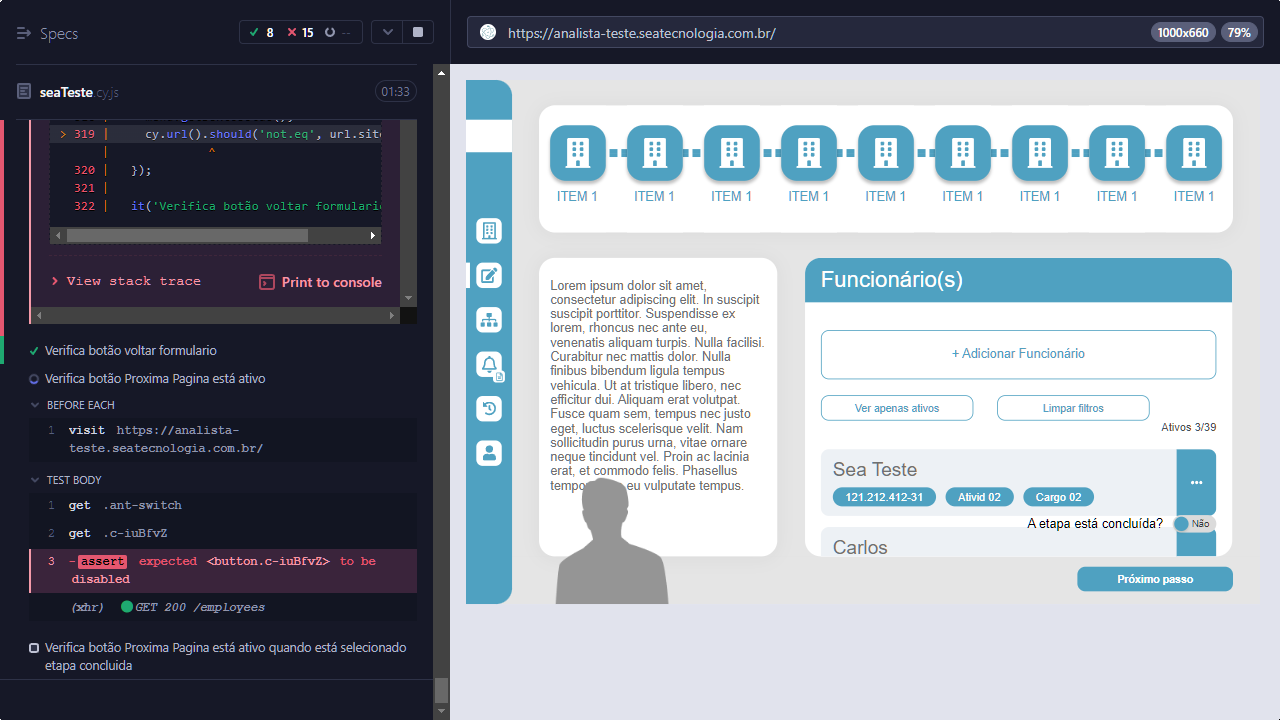 Specs
8 15 --
https://analista-teste.seatecnologia.com.br/
1000x660 79%
seaTeste.cy.js
01:33
> 319 | cy.url().should('not.eq', url.site
| ^
320 | });
321 |
322 | it('Verifica botão voltar formulario
View stack trace
Print to console
Verifica botão voltar formulario
Verifica botão Proxima Pagina está ativo
BEFORE EACH
1 visit https://analista-
teste.seatecnologia.com.br/
TEST BODY
1 get .ant-switch
2 get .c-iuBfvZ
3 -assert expected <button.c-iuBfvZ> to be
disabled
(xhr) GET 200 /employees
Verifica botão Proxima Pagina está ativo quando está selecionado
etapa concluida
ITEM 1 ITEM 1 ITEM 1 ITEM 1 ITEM 1 ITEM 1 ITEM 1 ITEM 1 ITEM 1
Lorem ipsum dolor sit amet,
consectetur adipiscing elit. In suscipit
suscipit porttitor. Suspendisse ex
lorem, rhoncus nec ante eu,
venenatis aliquam turpis. Nulla facilisi.
Curabitur nec mattis dolor. Nulla
finibus bibendum ligula tempus
vehicula. Ut at tristique libero, nec
efficitur dui. Aliquam erat volutpat.
Fusce quam sem, tempus nec justo
eget, luctus scelerisque velit. Nam
sollicitudin purus urna, vitae ornare
neque tincidunt vel. Proin ac lacinia
erat, et commodo felis. Phasellus
eu vulputate tempus.
Funcionário(s)
+ Adicionar Funcionário
Ver apenas ativos
Limpar filtros
Ativos 3/39
Sea Teste
121.212.412-31 Ativid 02 Cargo 02
•••
A etapa está concluída? Não
Carlos
Próximo passo